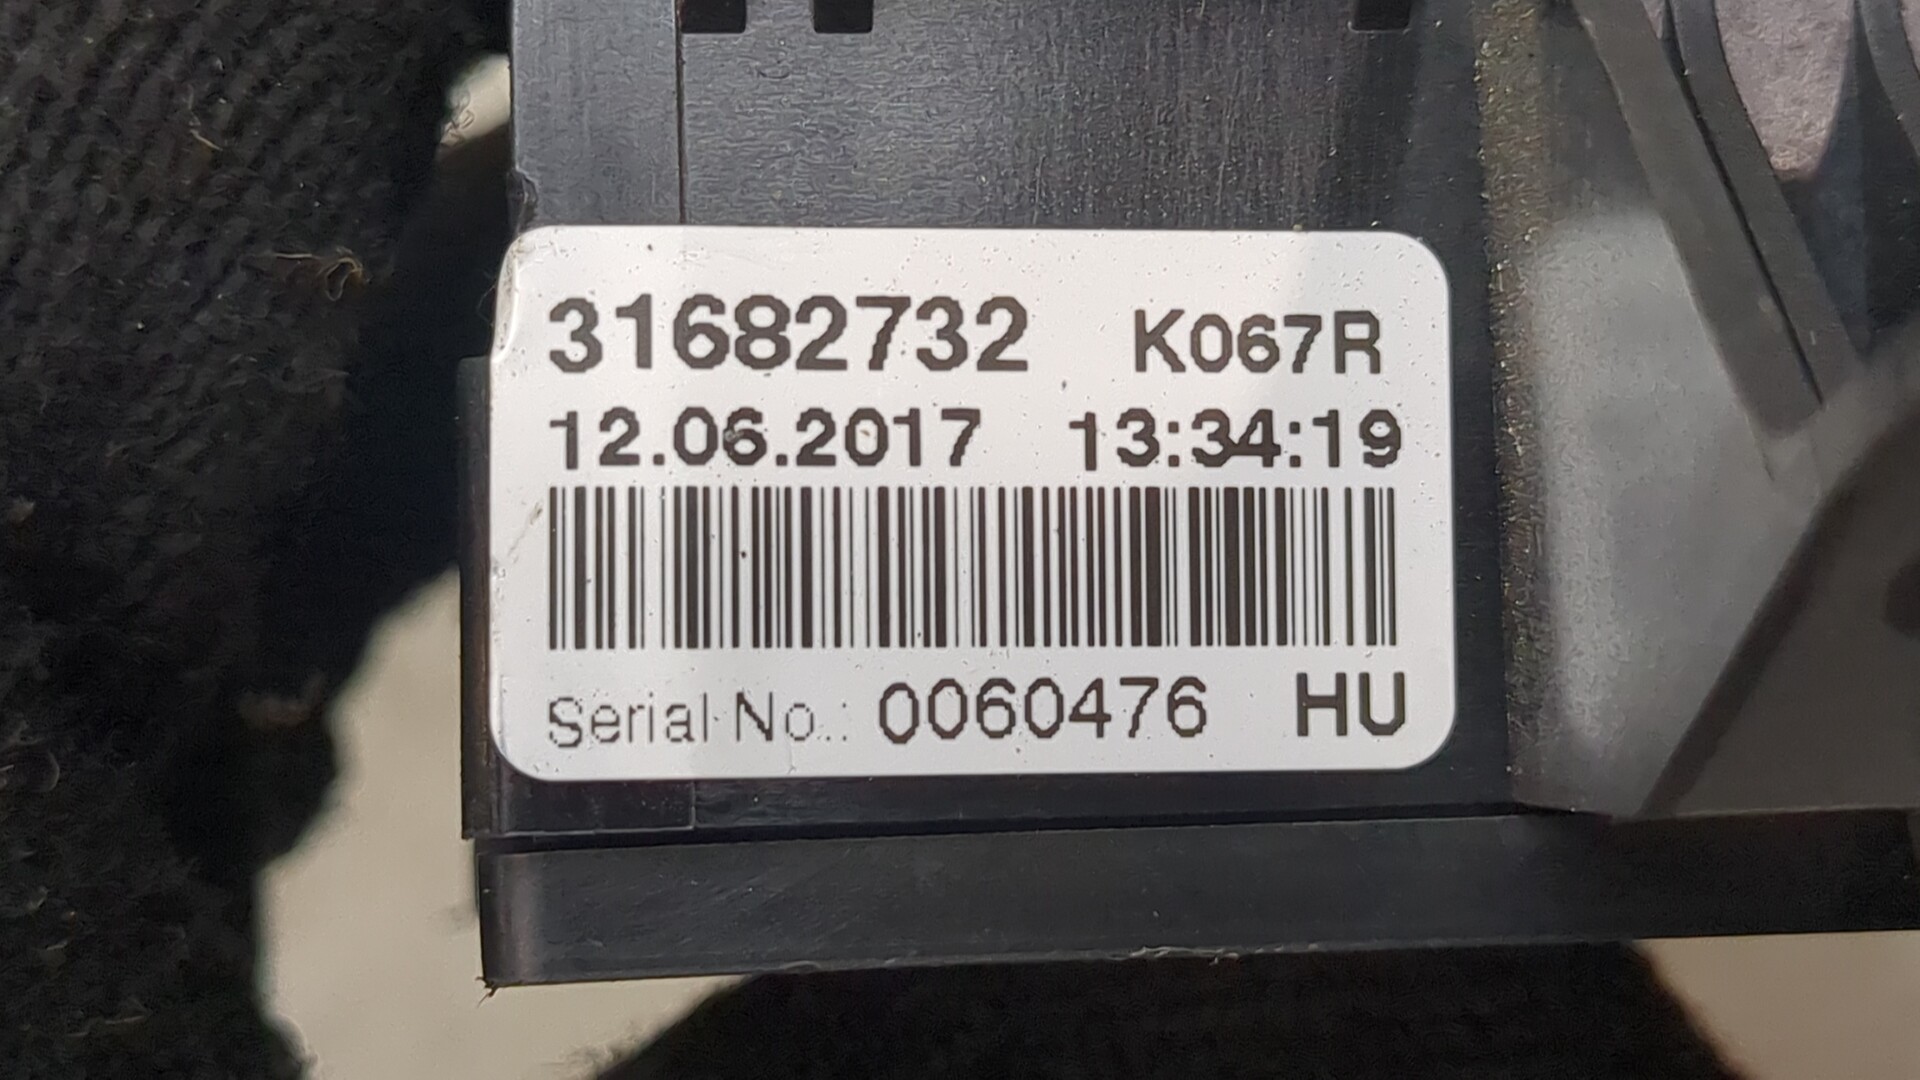 31682732 K067R
12.06.2017 13:34:19
Serial No.: 0060476 HU